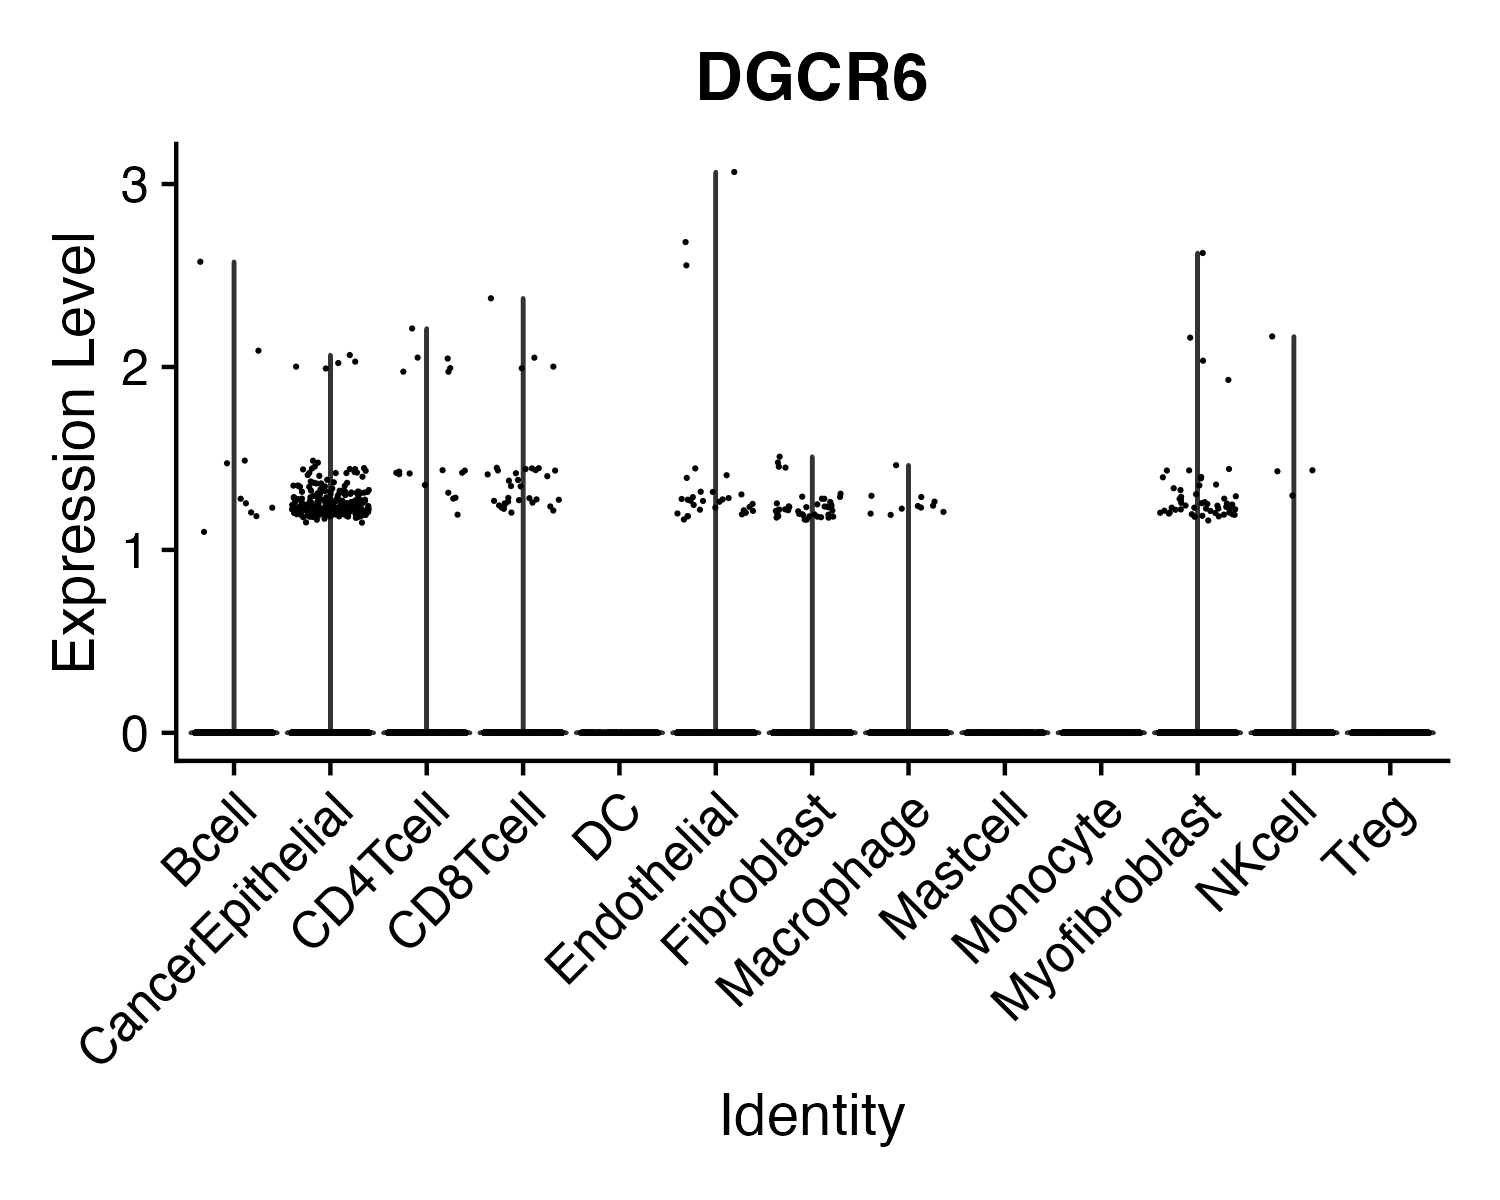 DGCR6
Expression Level
3
2
1
0
Bcell
CancerEpithelial
CD4Tcell
CD8Tcell
DC
Endothelial
Fibroblast
Macrophage
Mastcell
Monocyte
Myofibroblast
NKcell
Treg
Identity